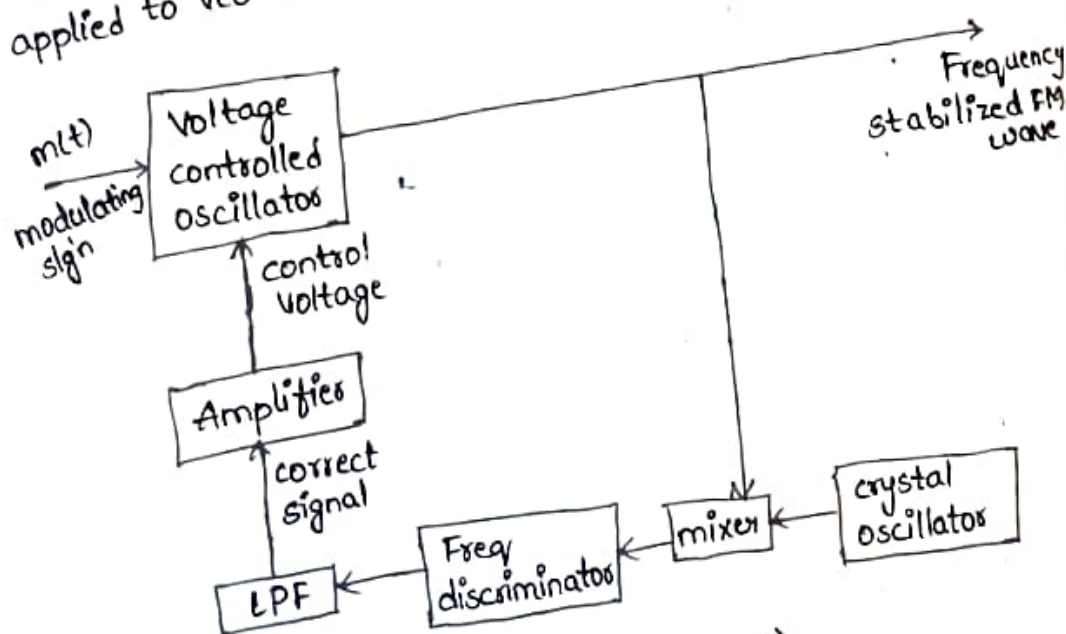 applied to
Voltage
controlled
oscillator
m(t)
modulating
sign
Frequency
stabilized FM
wave
control
voltage
Amplifier
correct
signal
LPF
Freq
discriminator
mixer
crystal
oscillator